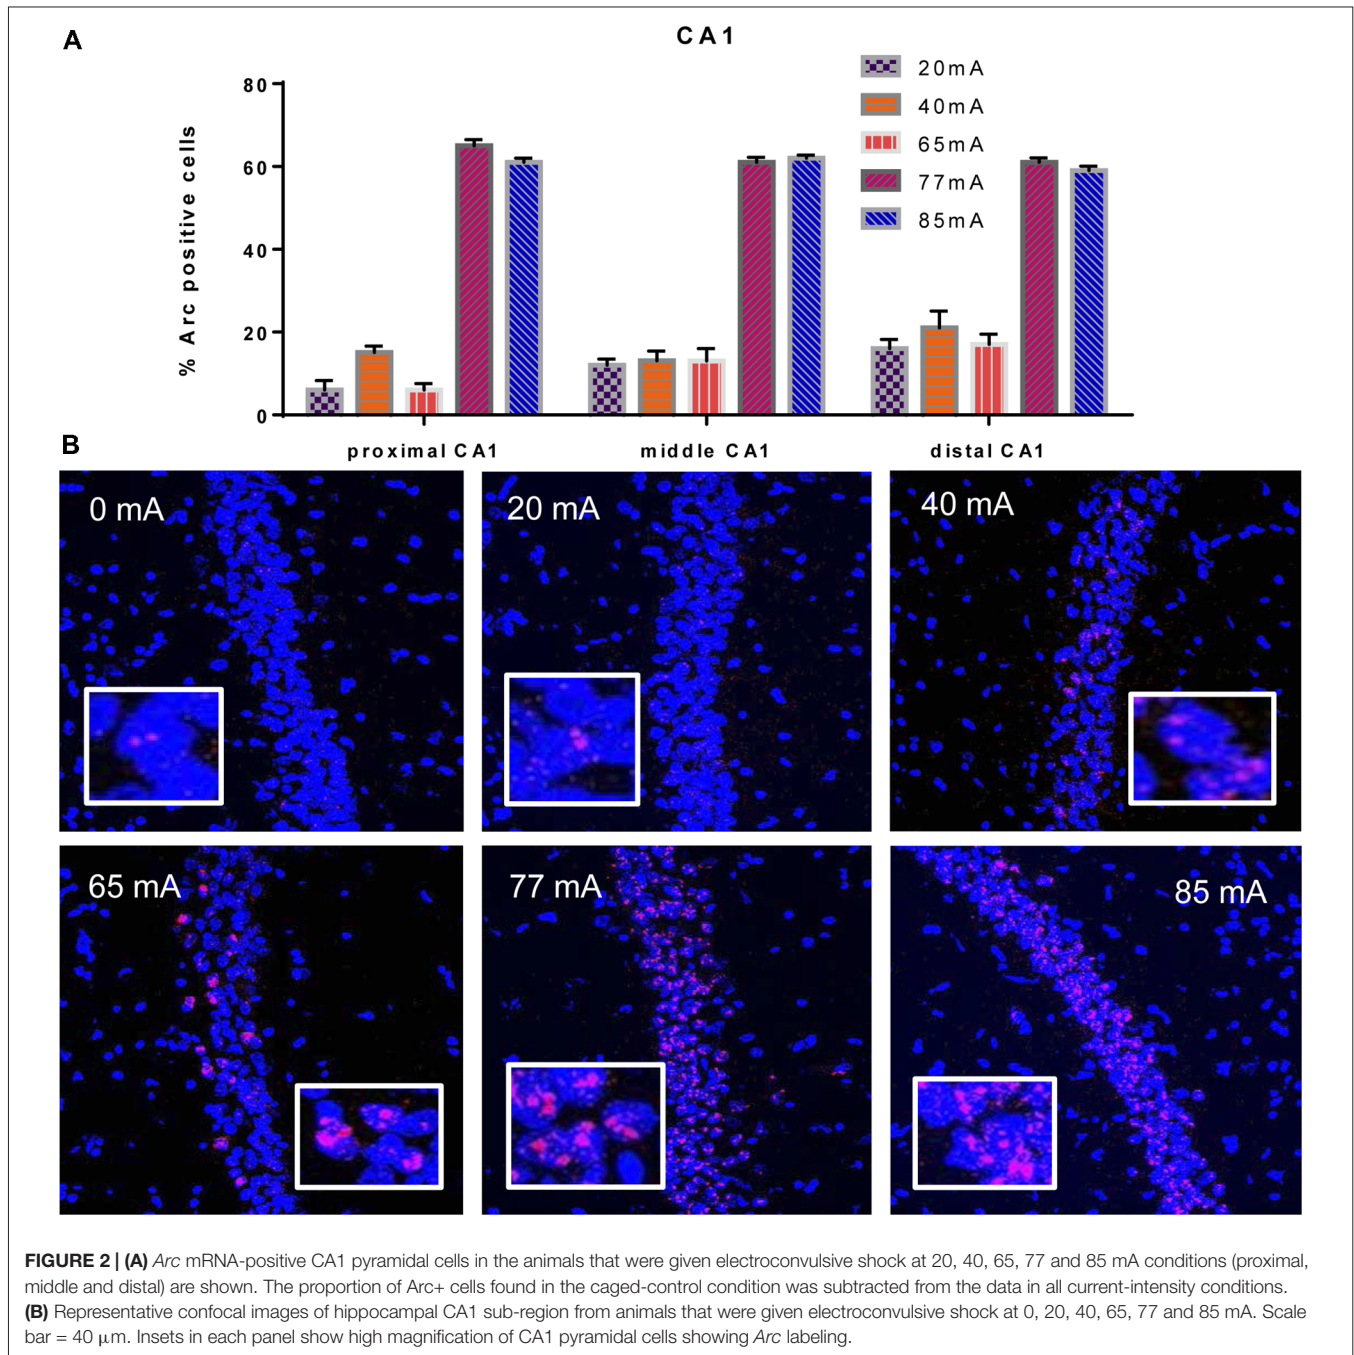 A
CA1
20mA
40mA
65mA
77mA
85mA
% Arc positive cells
80
60
40
20
0
proximal CA1 middle CA1 distal CA1
B
0 mA 20 mA 40 mA
65 mA 77 mA 85 mA
FIGURE 2 | (A) Arc mRNA-positive CA1 pyramidal cells in the animals that were given electroconvulsive shock at 20, 40, 65, 77 and 85 mA conditions (proximal,
middle and distal) are shown. The proportion of Arc+ cells found in the caged-control condition was subtracted from the data in all current-intensity conditions.
(B) Representative confocal images of hippocampal CA1 sub-region from animals that were given electroconvulsive shock at 0, 20, 40, 65, 77 and 85 mA. Scale
bar = 40 μm. Insets in each panel show high magnification of CA1 pyramidal cells showing Arc labeling.